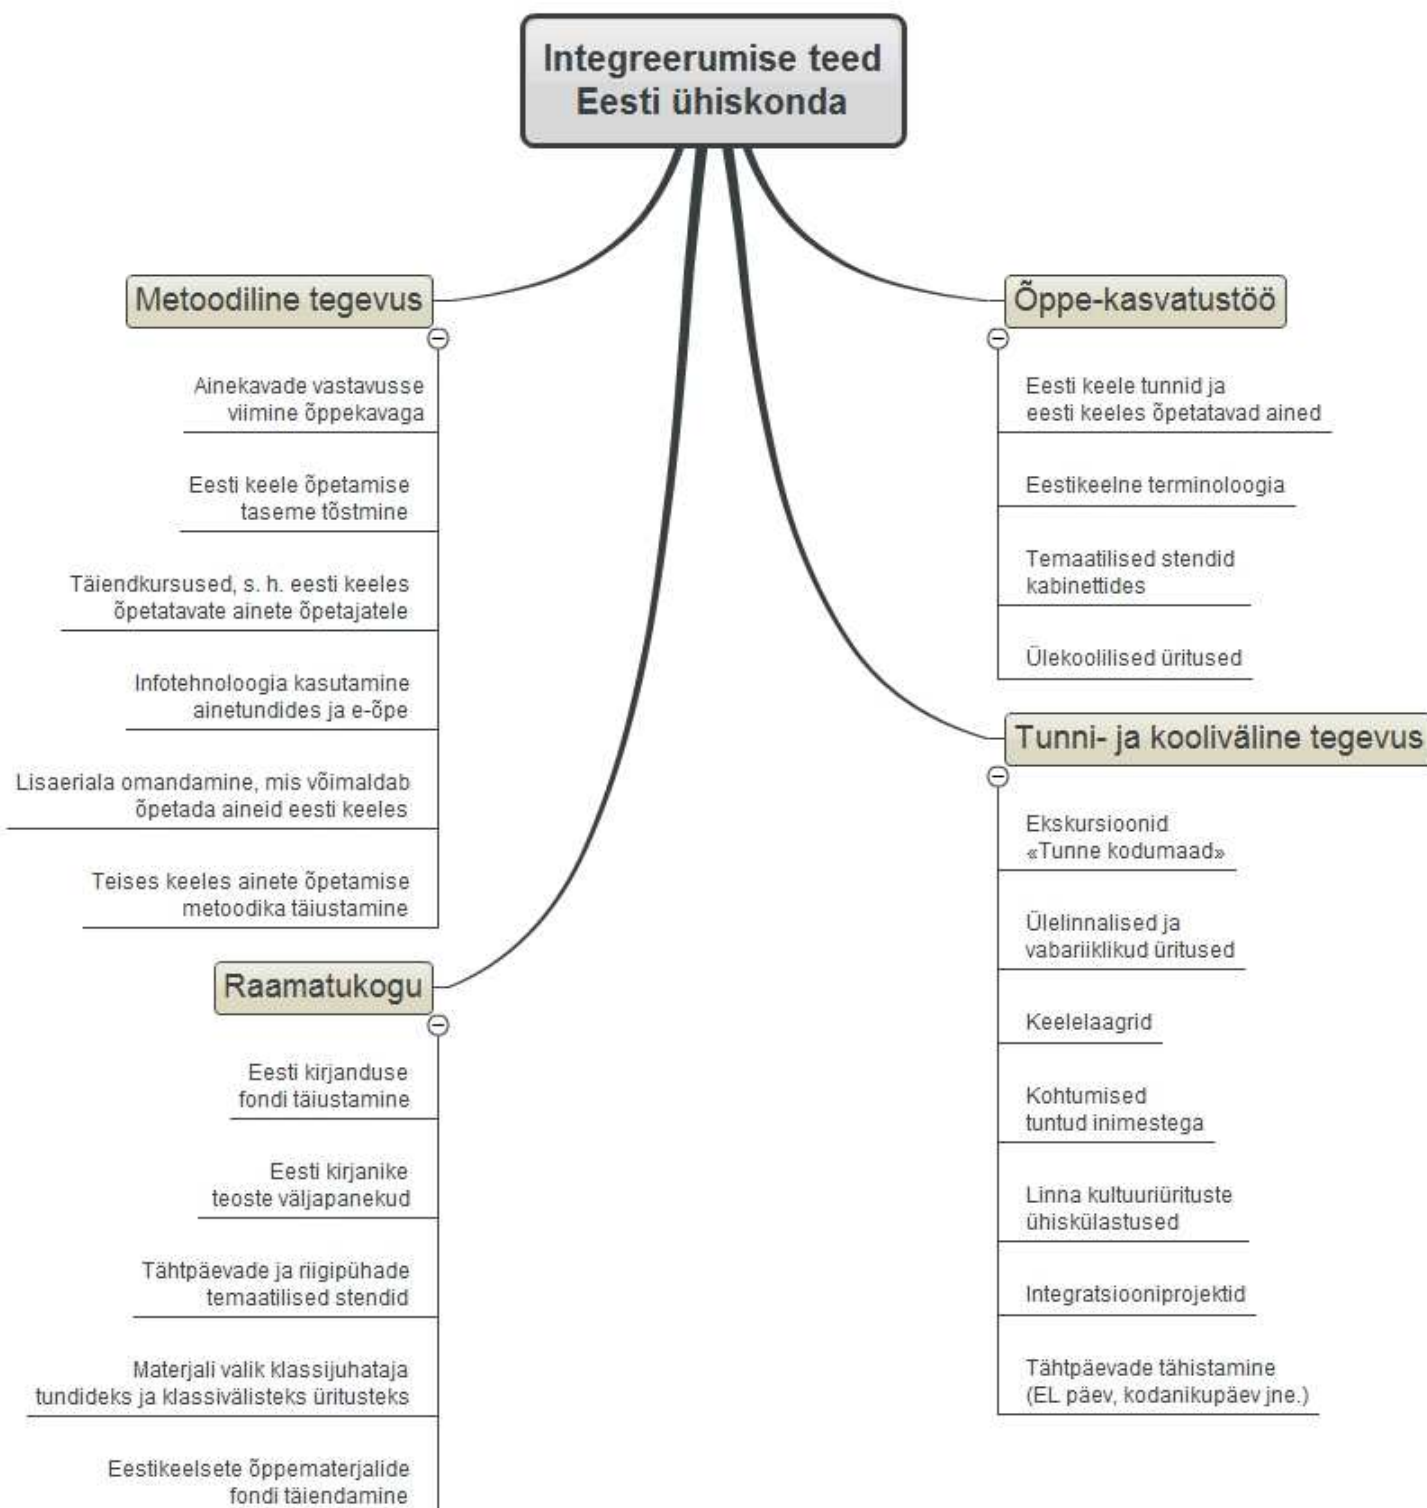 Integreerumise teed
Eesti ühiskonda
Metoodiline tegevus
Ainekavade vastavusse
viimine õppekavaga
Eesti keele õpetamise
taseme tõstmine
Täiendkursused, s. h. eesti keeles
õpetatavate ainete õpetajatele
Infotehnoloogia kasutamine
ainetundides ja e-õpe
Lisaeriala omandamine, mis võimaldab
õpetada aineid eesti keeles
Teises keeles ainete õpetamise
metoodika täiustamine
Raamatukogu
Eesti kirjanduse
fondi täiustamine
Eesti kirjanike
teoste väljapanekud
Tähtpäevade ja riigipühade
temaatilised stendid
Materjali valik klassijuhataja
tundideks ja klassivälisteks üritusteks
Eestikeelsete õppematerjalide
fondi täiendamine
Õppe-kasvatustöö
Eesti keele tunnid ja
eesti keeles õpetatavad ained
Eestikeelne terminoloogia
Temaatilised stendid
kabinettides
Ülekoolilised üritused
Tunni- ja kooliväline tegevus
Ekskursioonid
«Tunne kodumaad»
Ülelinnalised ja
vabariiklikud üritused
Keelelaagrid
Kohtumised
tuntud inimestega
Linna kultuuriürituste
ühiskülastused
Integratsiooniprojektid
Tähtpäevade tähistamine
(EL päev, kodanikupäev jne.)